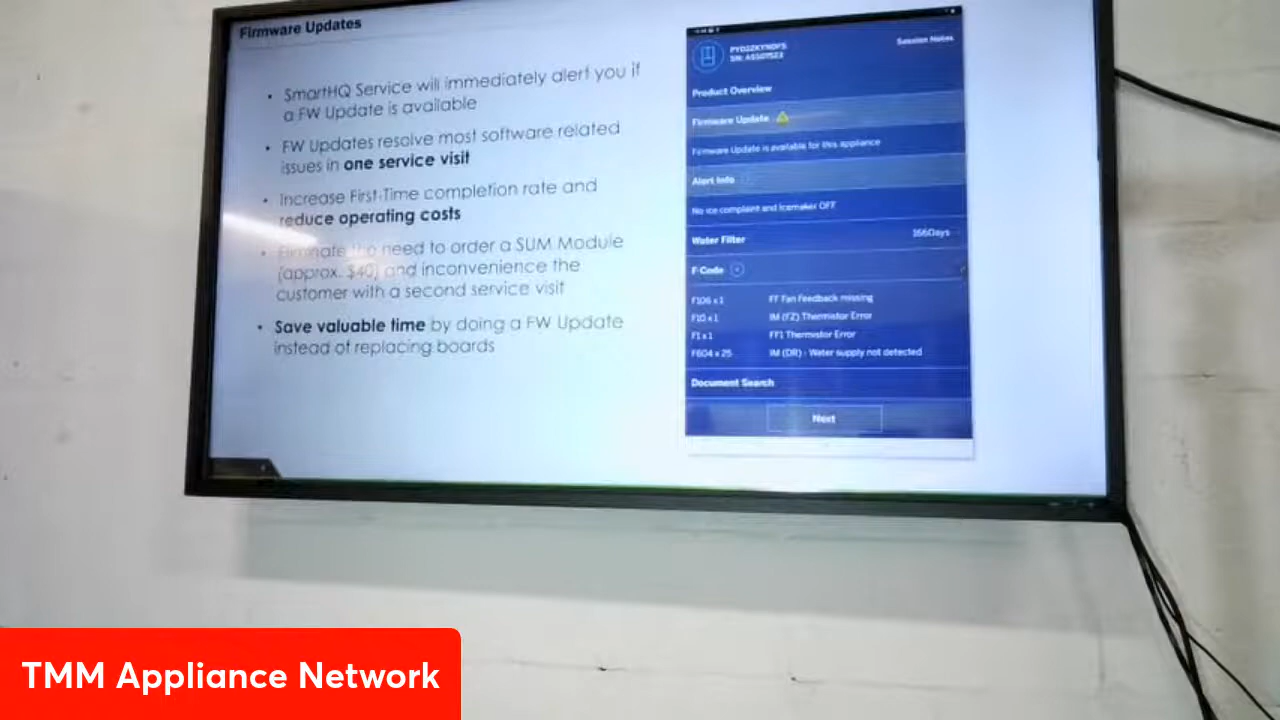 Firmware Updates
• SmartHQ Service will immediately alert you if
a FW Update is available
• FW Updates resolve most software related
issues in one service visit
• Increase First-Time completion rate and
reduce operating costs
• Eliminate the need to order a SUM Module
(approx. $40) and inconvenience the
customer with a second service visit
• Save valuable time by doing a FW Update
instead of replacing boards
Session Notes
Product Overview
Firmware Update
Firmware Update is available for this appliance
Alert Info
No ice complaint and Icemaker OFF
Water Filter 166Days
F-Code
F106 x 1 FF Fan Feedback missing
F10 x 1 IM (FZ) Thermistor Error
F1 x 1 FF1 Thermistor Error
F604 x 25 IM (DR) - Water supply not detected
Document Search
Next
TMM Appliance Network